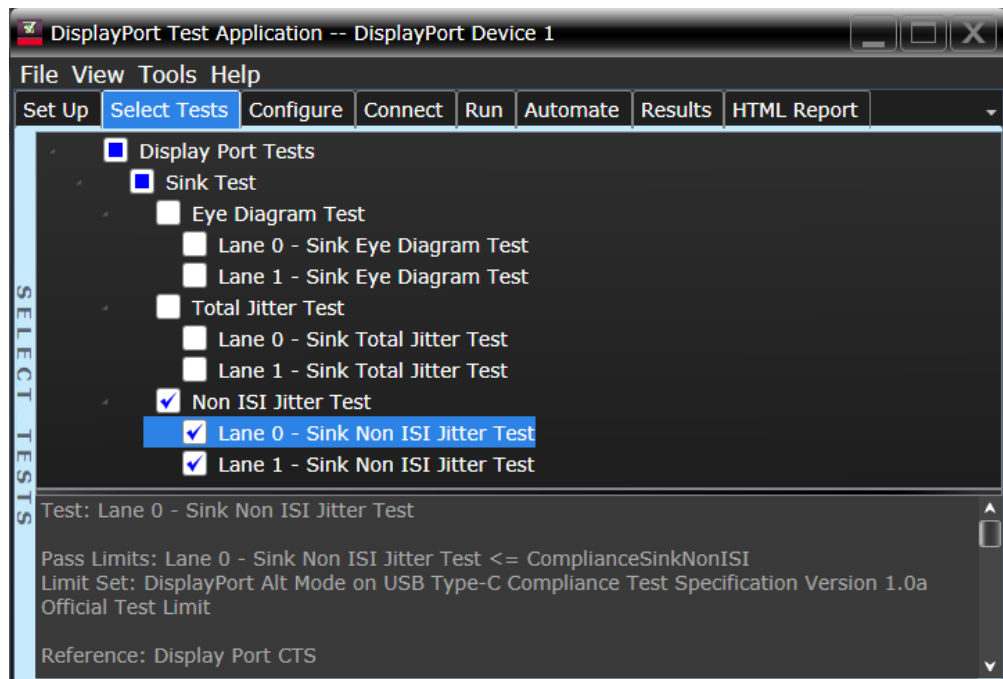 DisplayPort Test Application -- DisplayPort Device 1
File View Tools Help
Set Up Select Tests Configure Connect Run Automate Results HTML Report
Display Port Tests
Sink Test
Eye Diagram Test
Lane 0 - Sink Eye Diagram Test
Lane 1 - Sink Eye Diagram Test
Total Jitter Test
Lane 0 - Sink Total Jitter Test
Lane 1 - Sink Total Jitter Test
Non ISI Jitter Test
Lane 0 - Sink Non ISI Jitter Test
Lane 1 - Sink Non ISI Jitter Test
SELECT TESTS
Test: Lane 0 - Sink Non ISI Jitter Test
Pass Limits: Lane 0 - Sink Non ISI Jitter Test <= ComplianceSinkNonISI
Limit Set: DisplayPort Alt Mode on USB Type-C Compliance Test Specification Version 1.0a
Official Test Limit
Reference: Display Port CTS